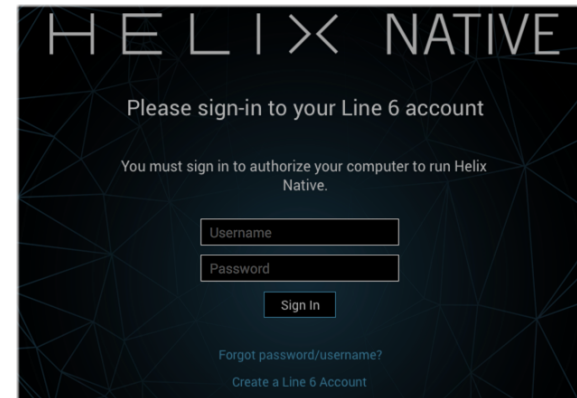 HELIX NATIVE
Please sign-in to your Line 6 account
You must sign in to authorize your computer to run Helix
Native.
Username
Password
Sign In
Forgot password/username?
Create a Line 6 Account